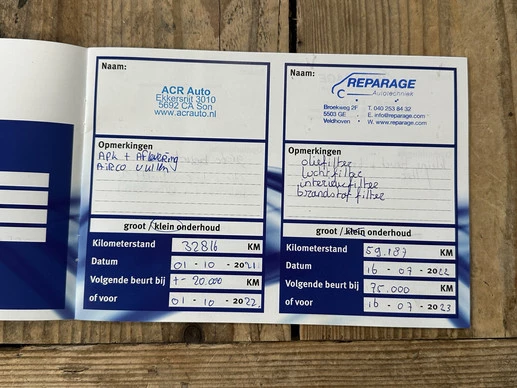 Naam:
ACR Auto
Ekkersrijt 3010
5692 CA Son
www.acrauto.nl
Opmerkingen
APK + Aflevering
Airco vullen
groot / klein onderhoud
Kilometerstand 32816 KM
Datum 01 - 10 - 2021
Volgende beurt bij +- 20.000 KM
of voor 01 - 10 - 2022
Naam:
REPARAGE
Autotechniek
Broekweg 2F T. 040 253 84 32
5503 GE E. info@reparage.com
Veldhoven W. www.reparage.com
Opmerkingen
oliefilter
luchtfilter
interieurfilter
brandstof filter
groot / klein onderhoud
Kilometerstand 59.187 KM
Datum 16 - 07 - 2022
Volgende beurt bij 75.000 KM
of voor 16 - 07 - 2023